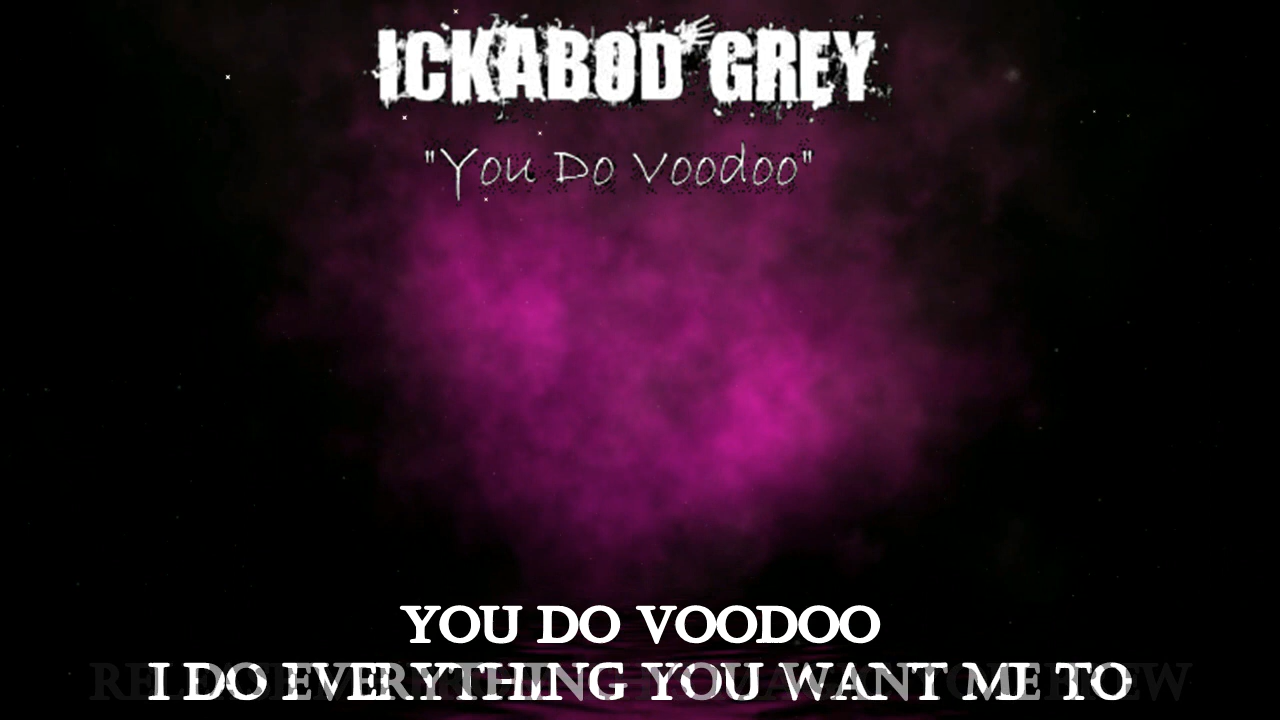 ICKABOD GREY
"You Do Voodoo"
YOU DO VOODOO
I DO EVERYTHING YOU WANT ME TO